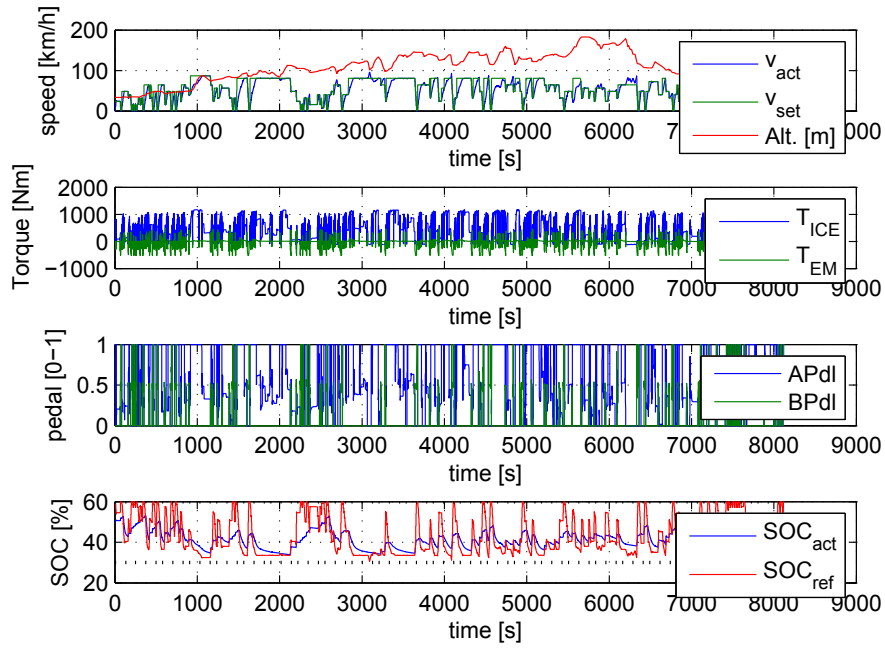 200
100
0
speed [km/h]
0 1000 2000 3000 4000 5000 6000 7000 8000 9000
time [s]
v_act
v_set
Alt. [m]
2000
1000
0
−1000
Torque [Nm]
0 1000 2000 3000 4000 5000 6000 7000 8000 9000
time [s]
T_ICE
T_EM
1
0.5
0
pedal [0−1]
0 1000 2000 3000 4000 5000 6000 7000 8000 9000
time [s]
APdl
BPdl
60
40
20
SOC [%]
0 1000 2000 3000 4000 5000 6000 7000 8000 9000
time [s]
SOC_act
SOC_ref